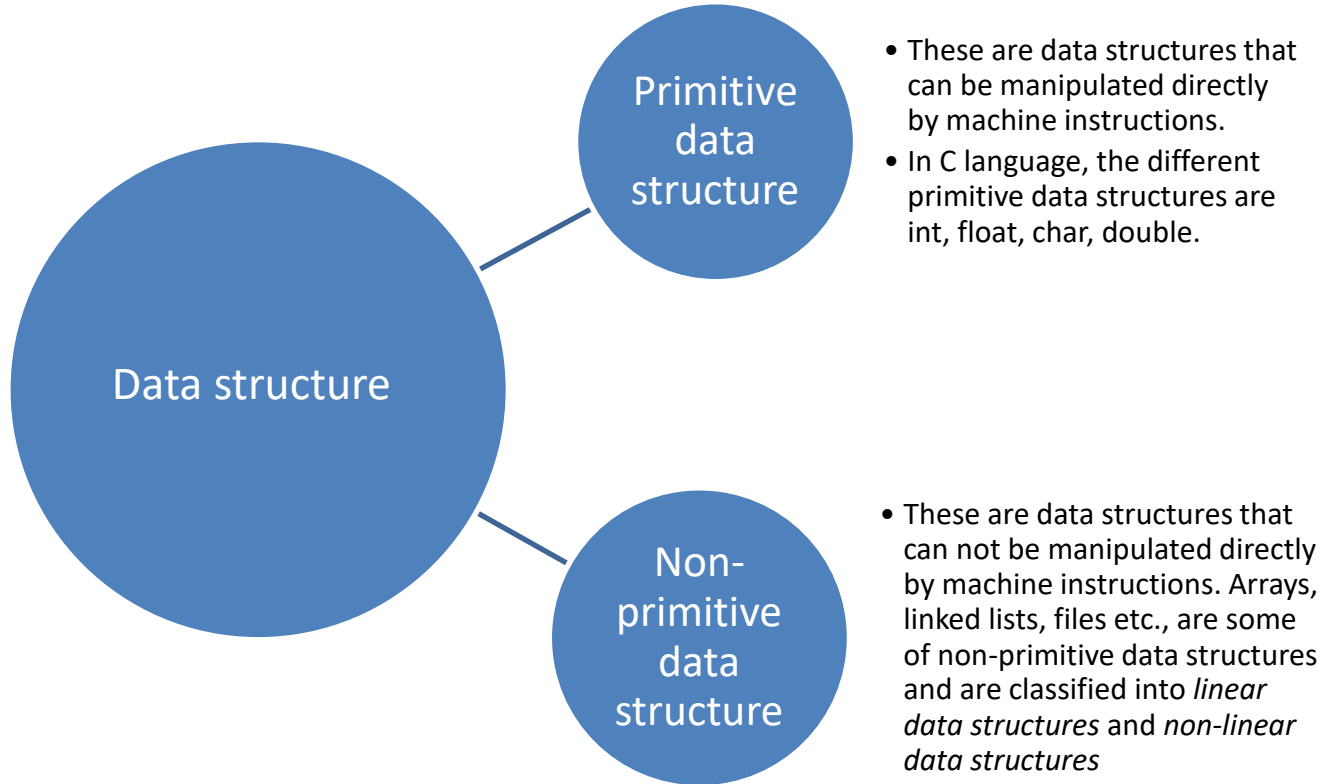 Data structure
Primitive
data
structure
• These are data structures that
can be manipulated directly
by machine instructions.
• In C language, the different
primitive data structures are
int, float, char, double.
Non-
primitive
data
structure
• These are data structures that
can not be manipulated directly
by machine instructions. Arrays,
linked lists, files etc., are some
of non-primitive data structures
and are classified into linear
data structures and non-linear
data structures